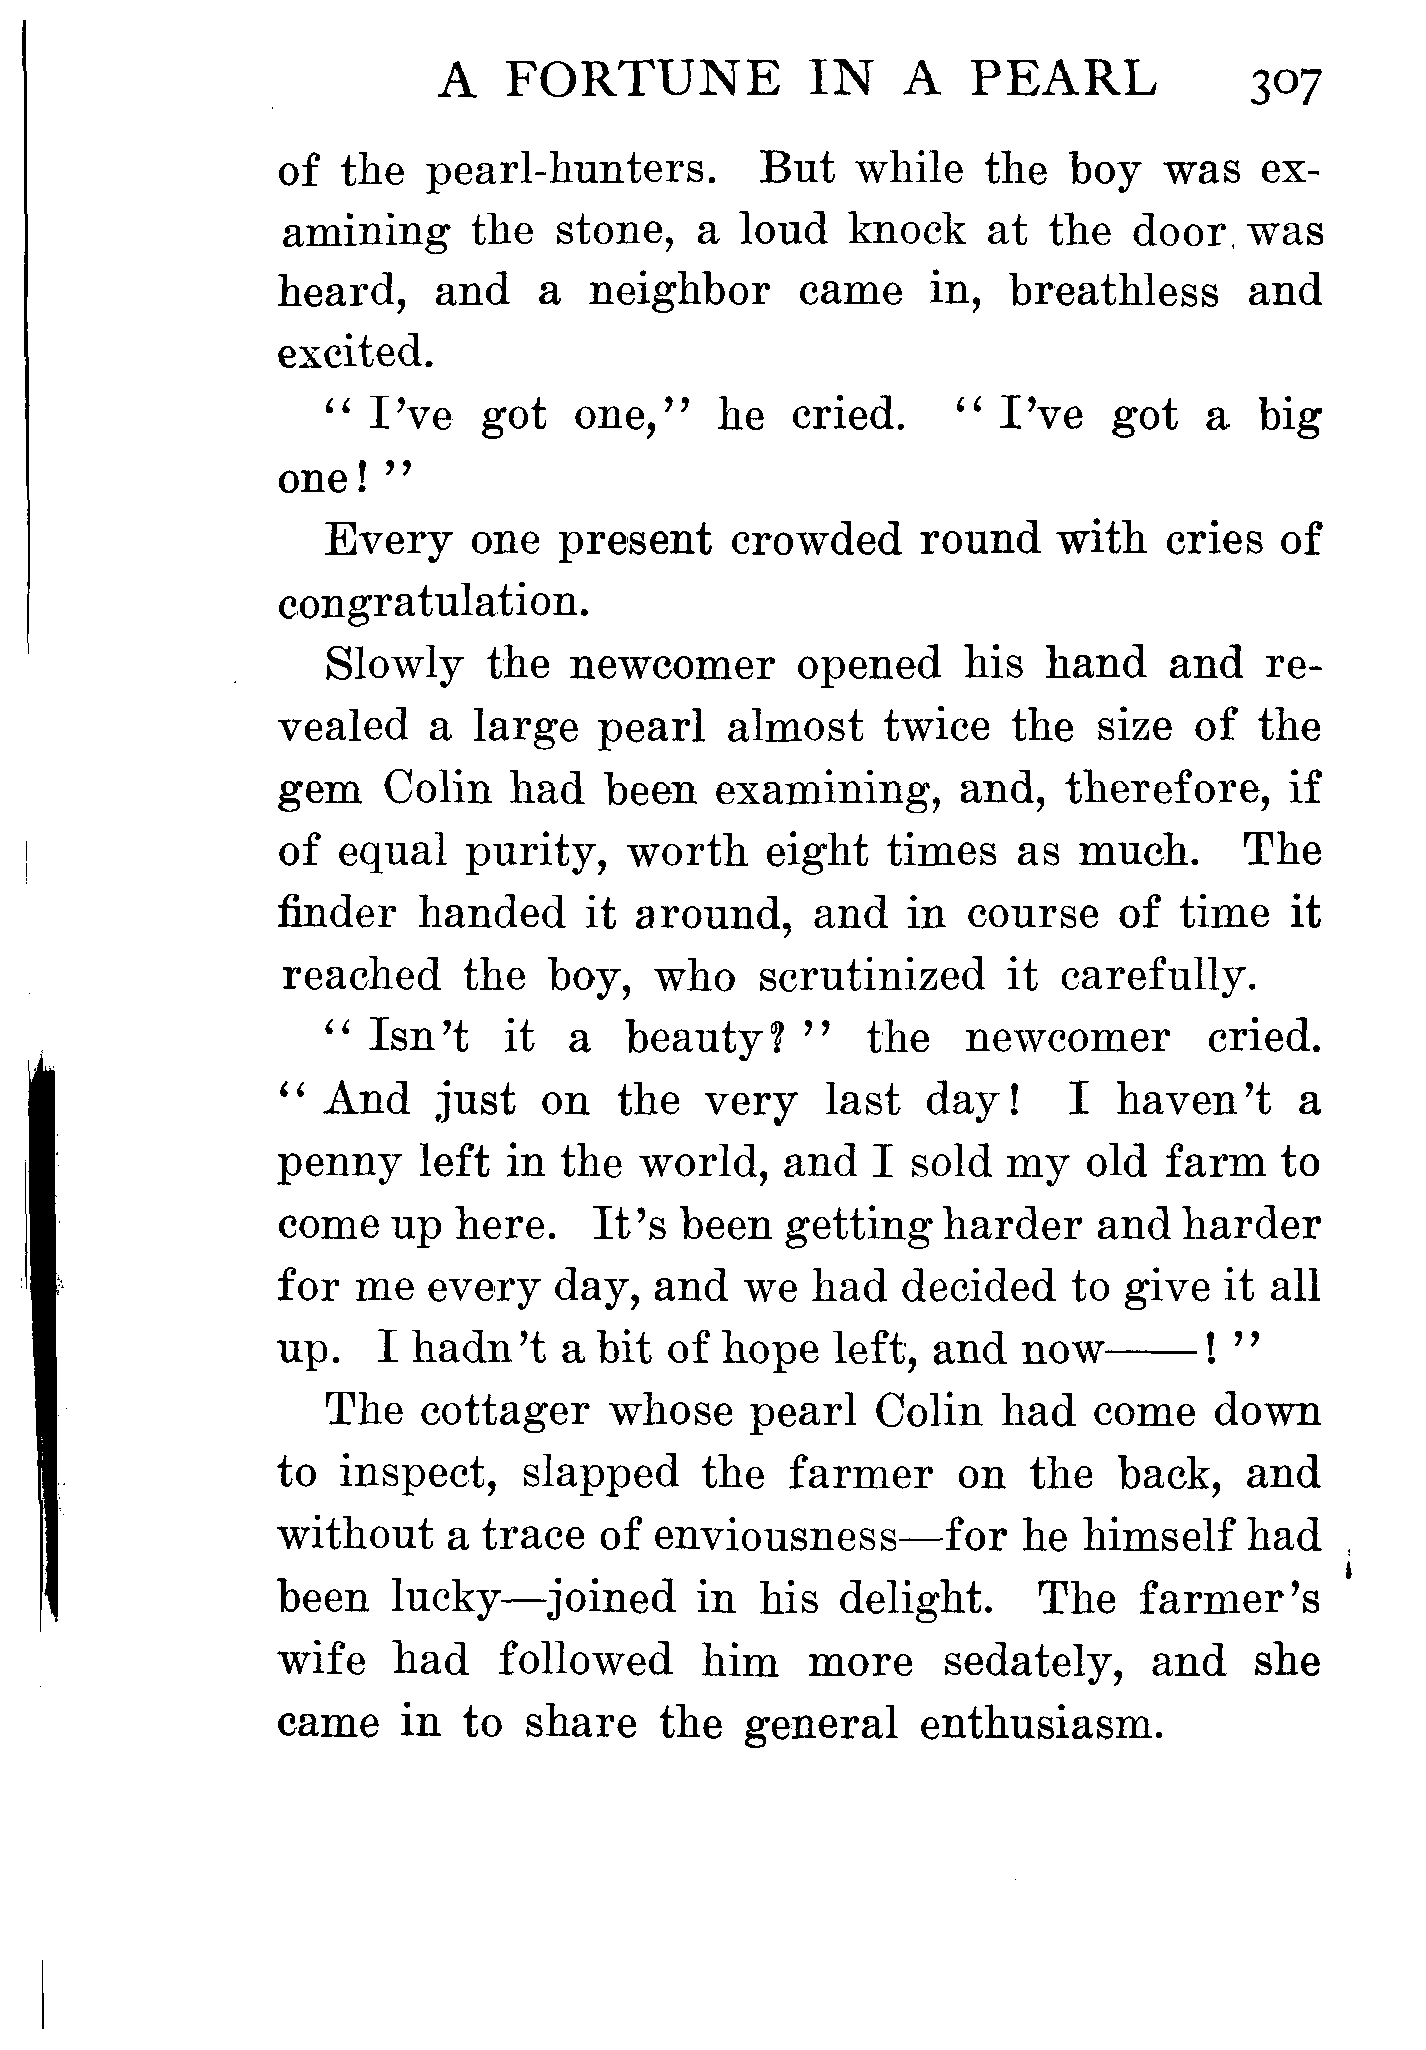 A FORTUNE IN A PEARL 307
of the pearl-hunters. But while the boy was ex-
amining the stone, a loud knock at the door was
heard, and a neighbor came in, breathless and
excited.
“ I’ve got one,” he cried. “ I’ve got a big
one! ”
Every one present crowded round with cries of
congratulation.
Slowly the newcomer opened his hand and re-
vealed a large pearl almost twice the size of the
gem Colin had been examining, and, therefore, if
of equal purity, worth eight times as much. The
finder handed it around, and in course of time it
reached the boy, who scrutinized it carefully.
“ Isn’t it a beauty? ” the newcomer cried.
“ And just on the very last day! I haven’t a
penny left in the world, and I sold my old farm to
come up here. It’s been getting harder and harder
for me every day, and we had decided to give it all
up. I hadn’t a bit of hope left, and now——! ”
The cottager whose pearl Colin had come down
to inspect, slapped the farmer on the back, and
without a trace of enviousness—for he himself had
been lucky—joined in his delight. The farmer’s
wife had followed him more sedately, and she
came in to share the general enthusiasm.